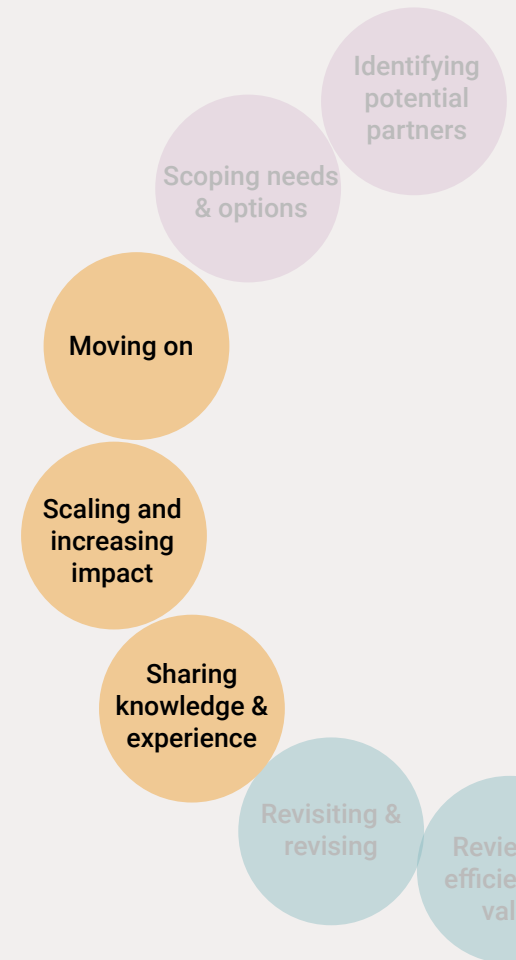 Identifying
potential
partners
Scoping needs
& options
Moving on
Scaling and
increasing
impact
Sharing
knowledge &
experience
Revisiting &
revising